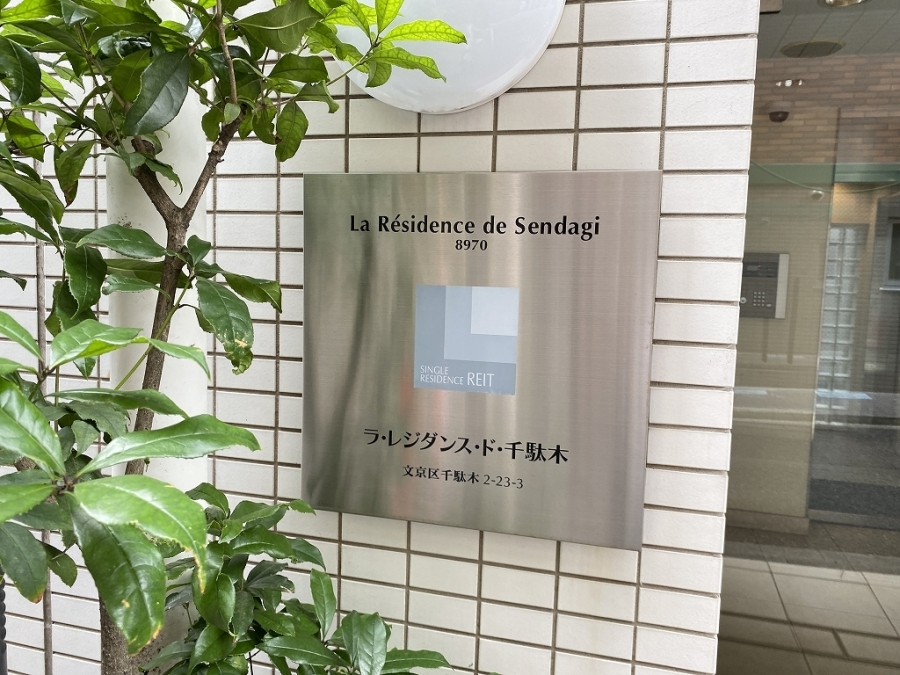 La Résidence de Sendagi
8970
SINGLE
RESIDENCE REIT
ラ・レジダンス・ド・千駄木
文京区千駄木 2-23-3